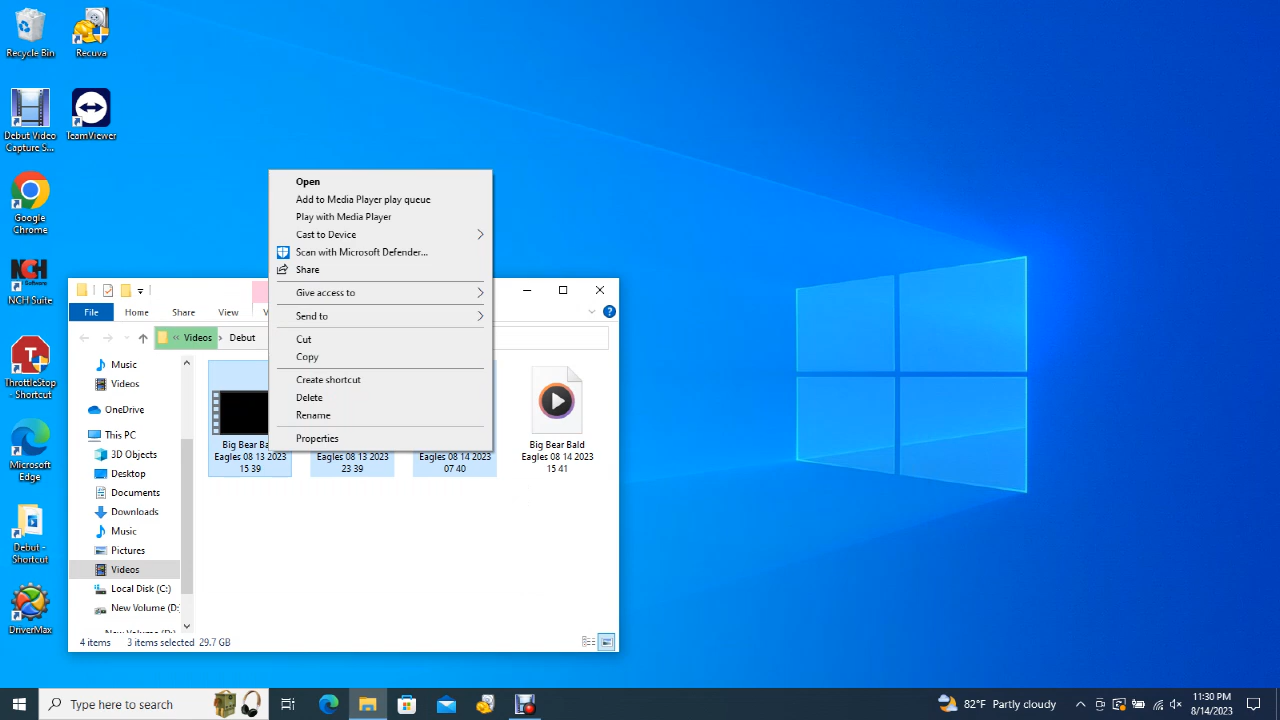 Recycle Bin
Recuva
Debut Video
Capture S...
TeamViewer
Google
Chrome
NCH
Software
NCH Suite
ThrottleStop
- Shortcut
Microsoft
Edge
Debut -
Shortcut
DriverMax
Open
Add to Media Player play queue
Play with Media Player
Cast to Device
Scan with Microsoft Defender...
Share
Give access to
Send to
Cut
Copy
Create shortcut
Delete
Rename
Properties
File
Home
Share
View
« Videos › Debut
Music
Videos
OneDrive
This PC
3D Objects
Desktop
Documents
Downloads
Music
Pictures
Videos
Local Disk (C:)
New Volume (D:
Big Bear Ba
Eagles 08 13 2023
15 39
Eagles 08 13 2023
23 39
Eagles 08 14 2023
07 40
Big Bear Bald
Eagles 08 14 2023
15 41
4 items
3 items selected 29.7 GB
Type here to search
82°F Partly cloudy
11:30 PM
8/14/2023